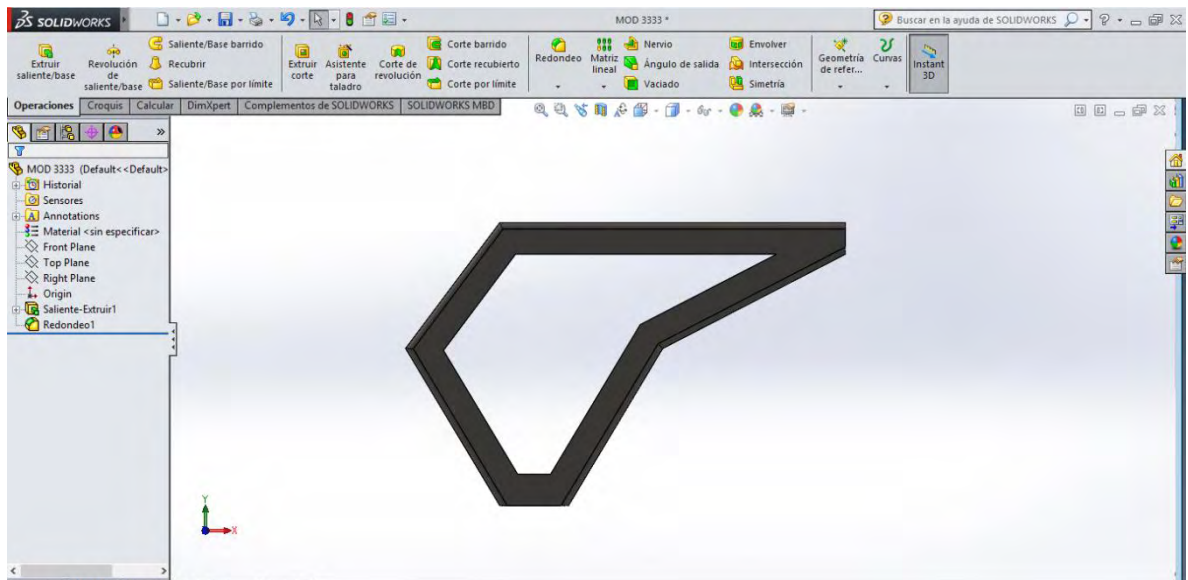 SOLIDWORKS
MOD 3333 *
Buscar en la ayuda de SOLIDWORKS
Extruir saliente/base
Revolución de saliente/base
Saliente/Base barrido
Recubrir
Saliente/Base por límite
Extruir corte
Asistente para taladro
Corte de revolución
Corte barrido
Corte recubierto
Corte por límite
Redondeo
Matriz lineal
Nervio
Ángulo de salida
Vaciado
Envolver
Intersección
Simetría
Geometría de refer...
Curvas
Instant 3D
Operaciones
Croquis
Calcular
DimXpert
Complementos de SOLIDWORKS
SOLIDWORKS MBD
MOD 3333 (Default<<Default>
Historial
Sensores
Annotations
Material <sin especificar>
Front Plane
Top Plane
Right Plane
Origin
Saliente-Extruir1
Redondeo1
Y
X